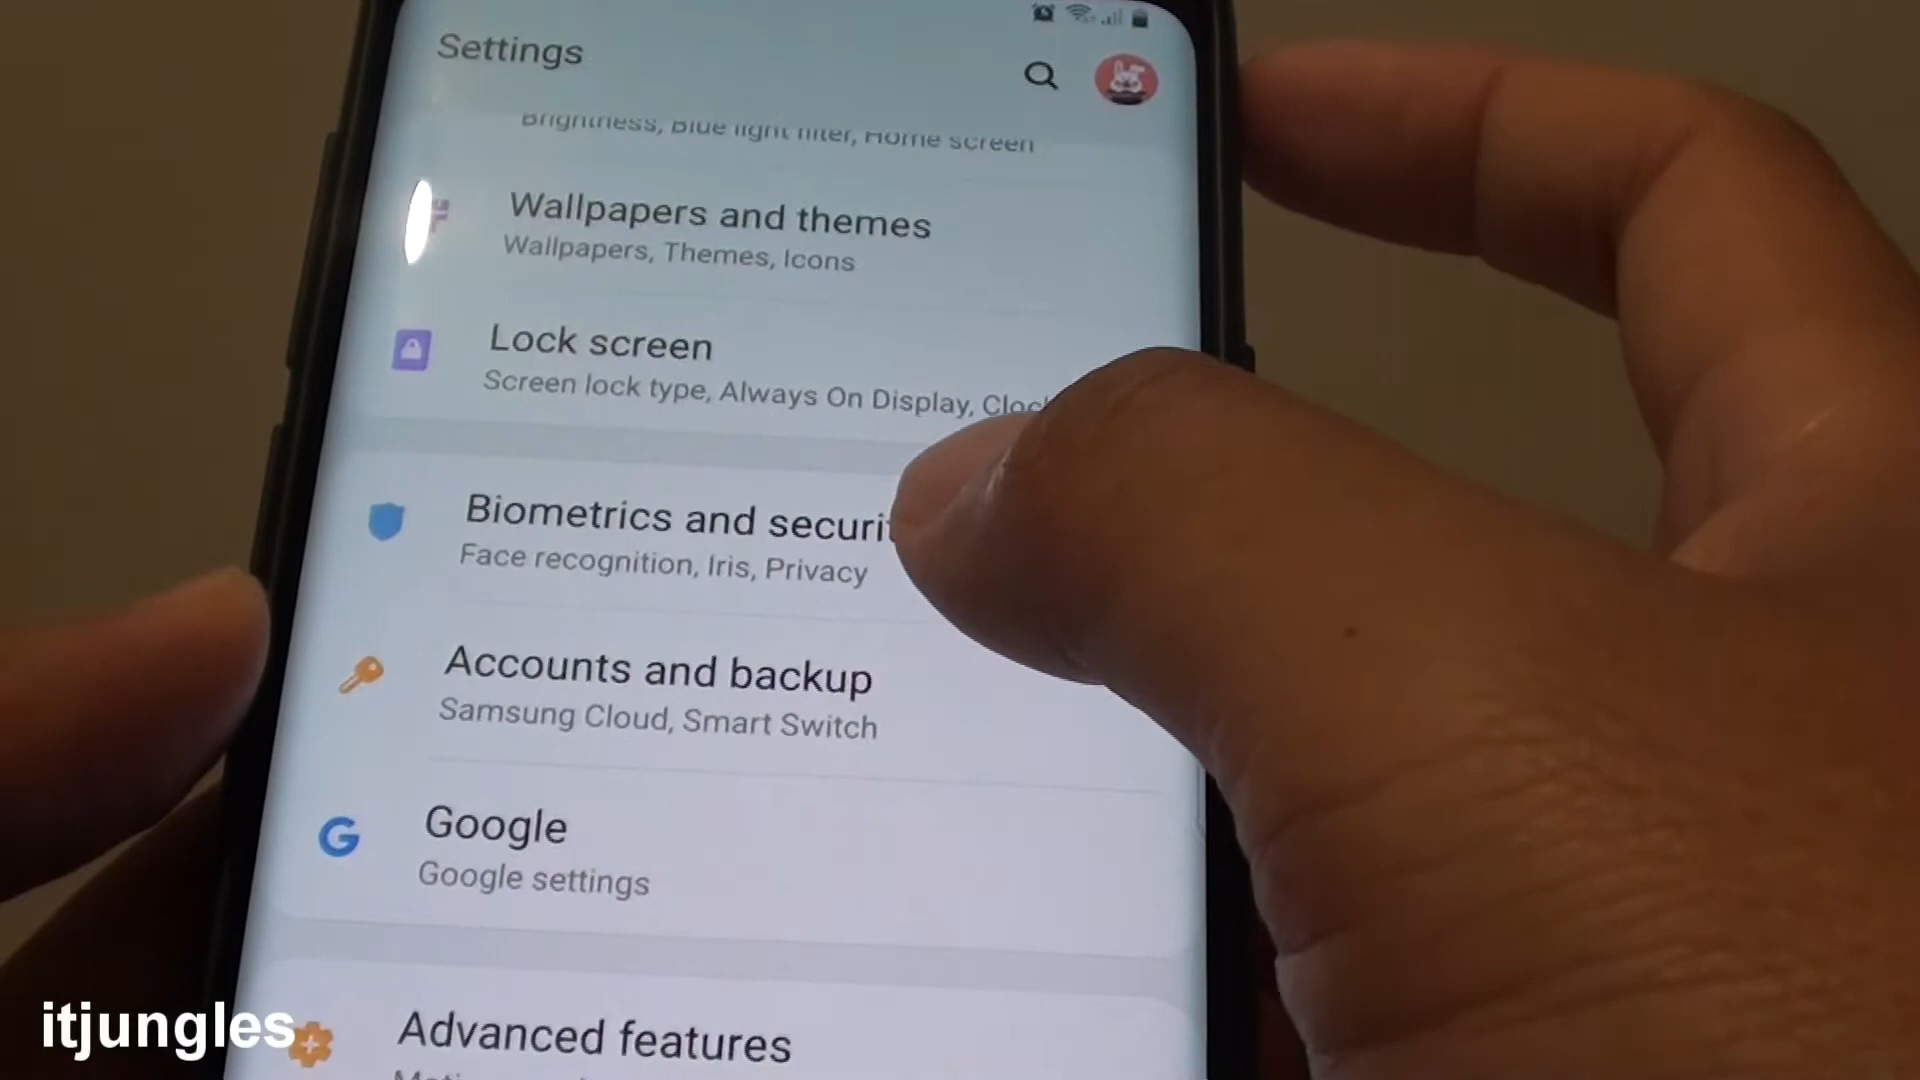 Settings
Brightness, Blue light filter, Home screen
Wallpapers and themes
Wallpapers, Themes, Icons
Lock screen
Screen lock type, Always On Display, Clock
Biometrics and securit
Face recognition, Iris, Privacy
Accounts and backup
Samsung Cloud, Smart Switch
G
Google
Google settings
Advanced features
itjungles